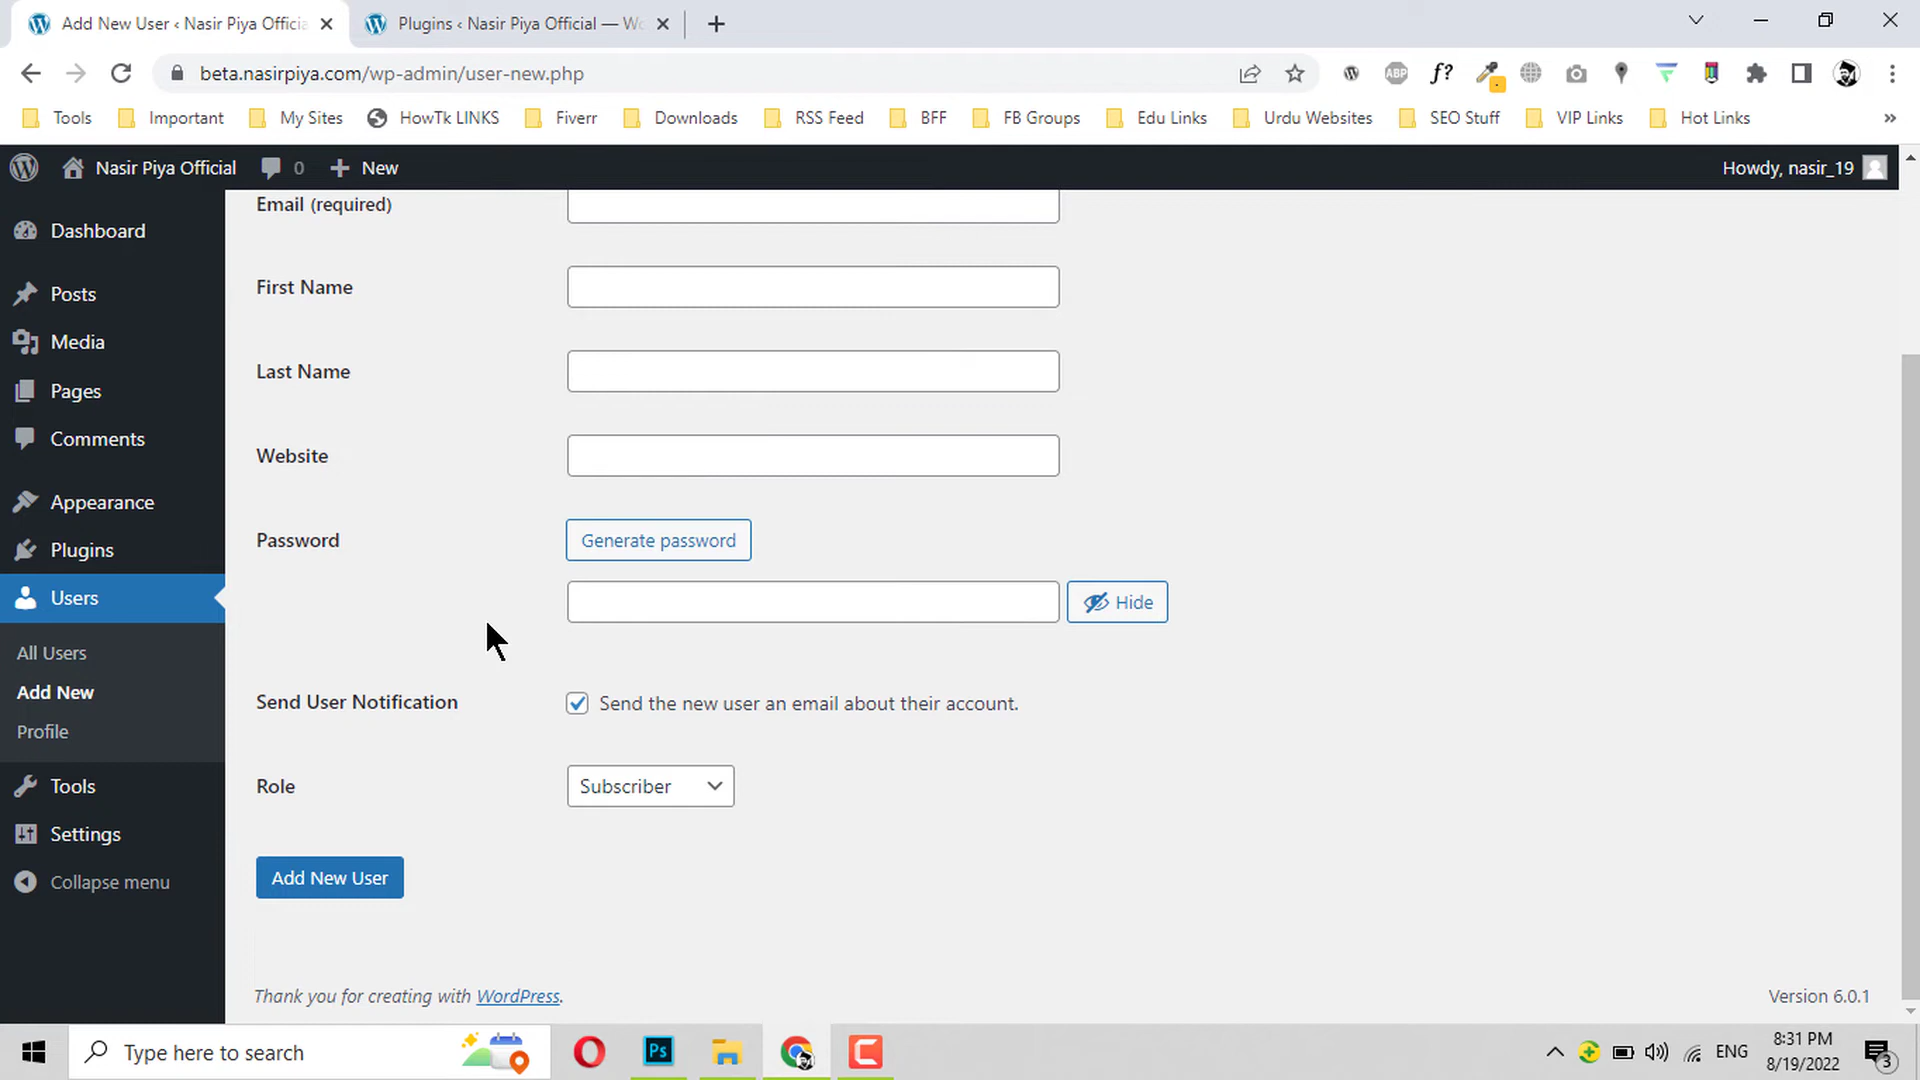 Add New User ‹ Nasir Piya Officia
Plugins ‹ Nasir Piya Official — Wo
beta.nasirpiya.com/wp-admin/user-new.php
ABP
f?
Tools
Important
My Sites
HowTk LINKS
Fiverr
Downloads
RSS Feed
BFF
FB Groups
Edu Links
Urdu Websites
SEO Stuff
VIP Links
Hot Links
»
Nasir Piya Official
0
New
Howdy, nasir_19
Dashboard
Posts
Media
Pages
Comments
Appearance
Plugins
Users
All Users
Add New
Profile
Tools
Settings
Collapse menu
Email (required)
First Name
Last Name
Website
Password
Generate password
Hide
Send User Notification
Send the new user an email about their account.
Role
Subscriber
Add New User
Thank you for creating with WordPress.
Version 6.0.1
Type here to search
Ps
ENG
8:31 PM
8/19/2022
3